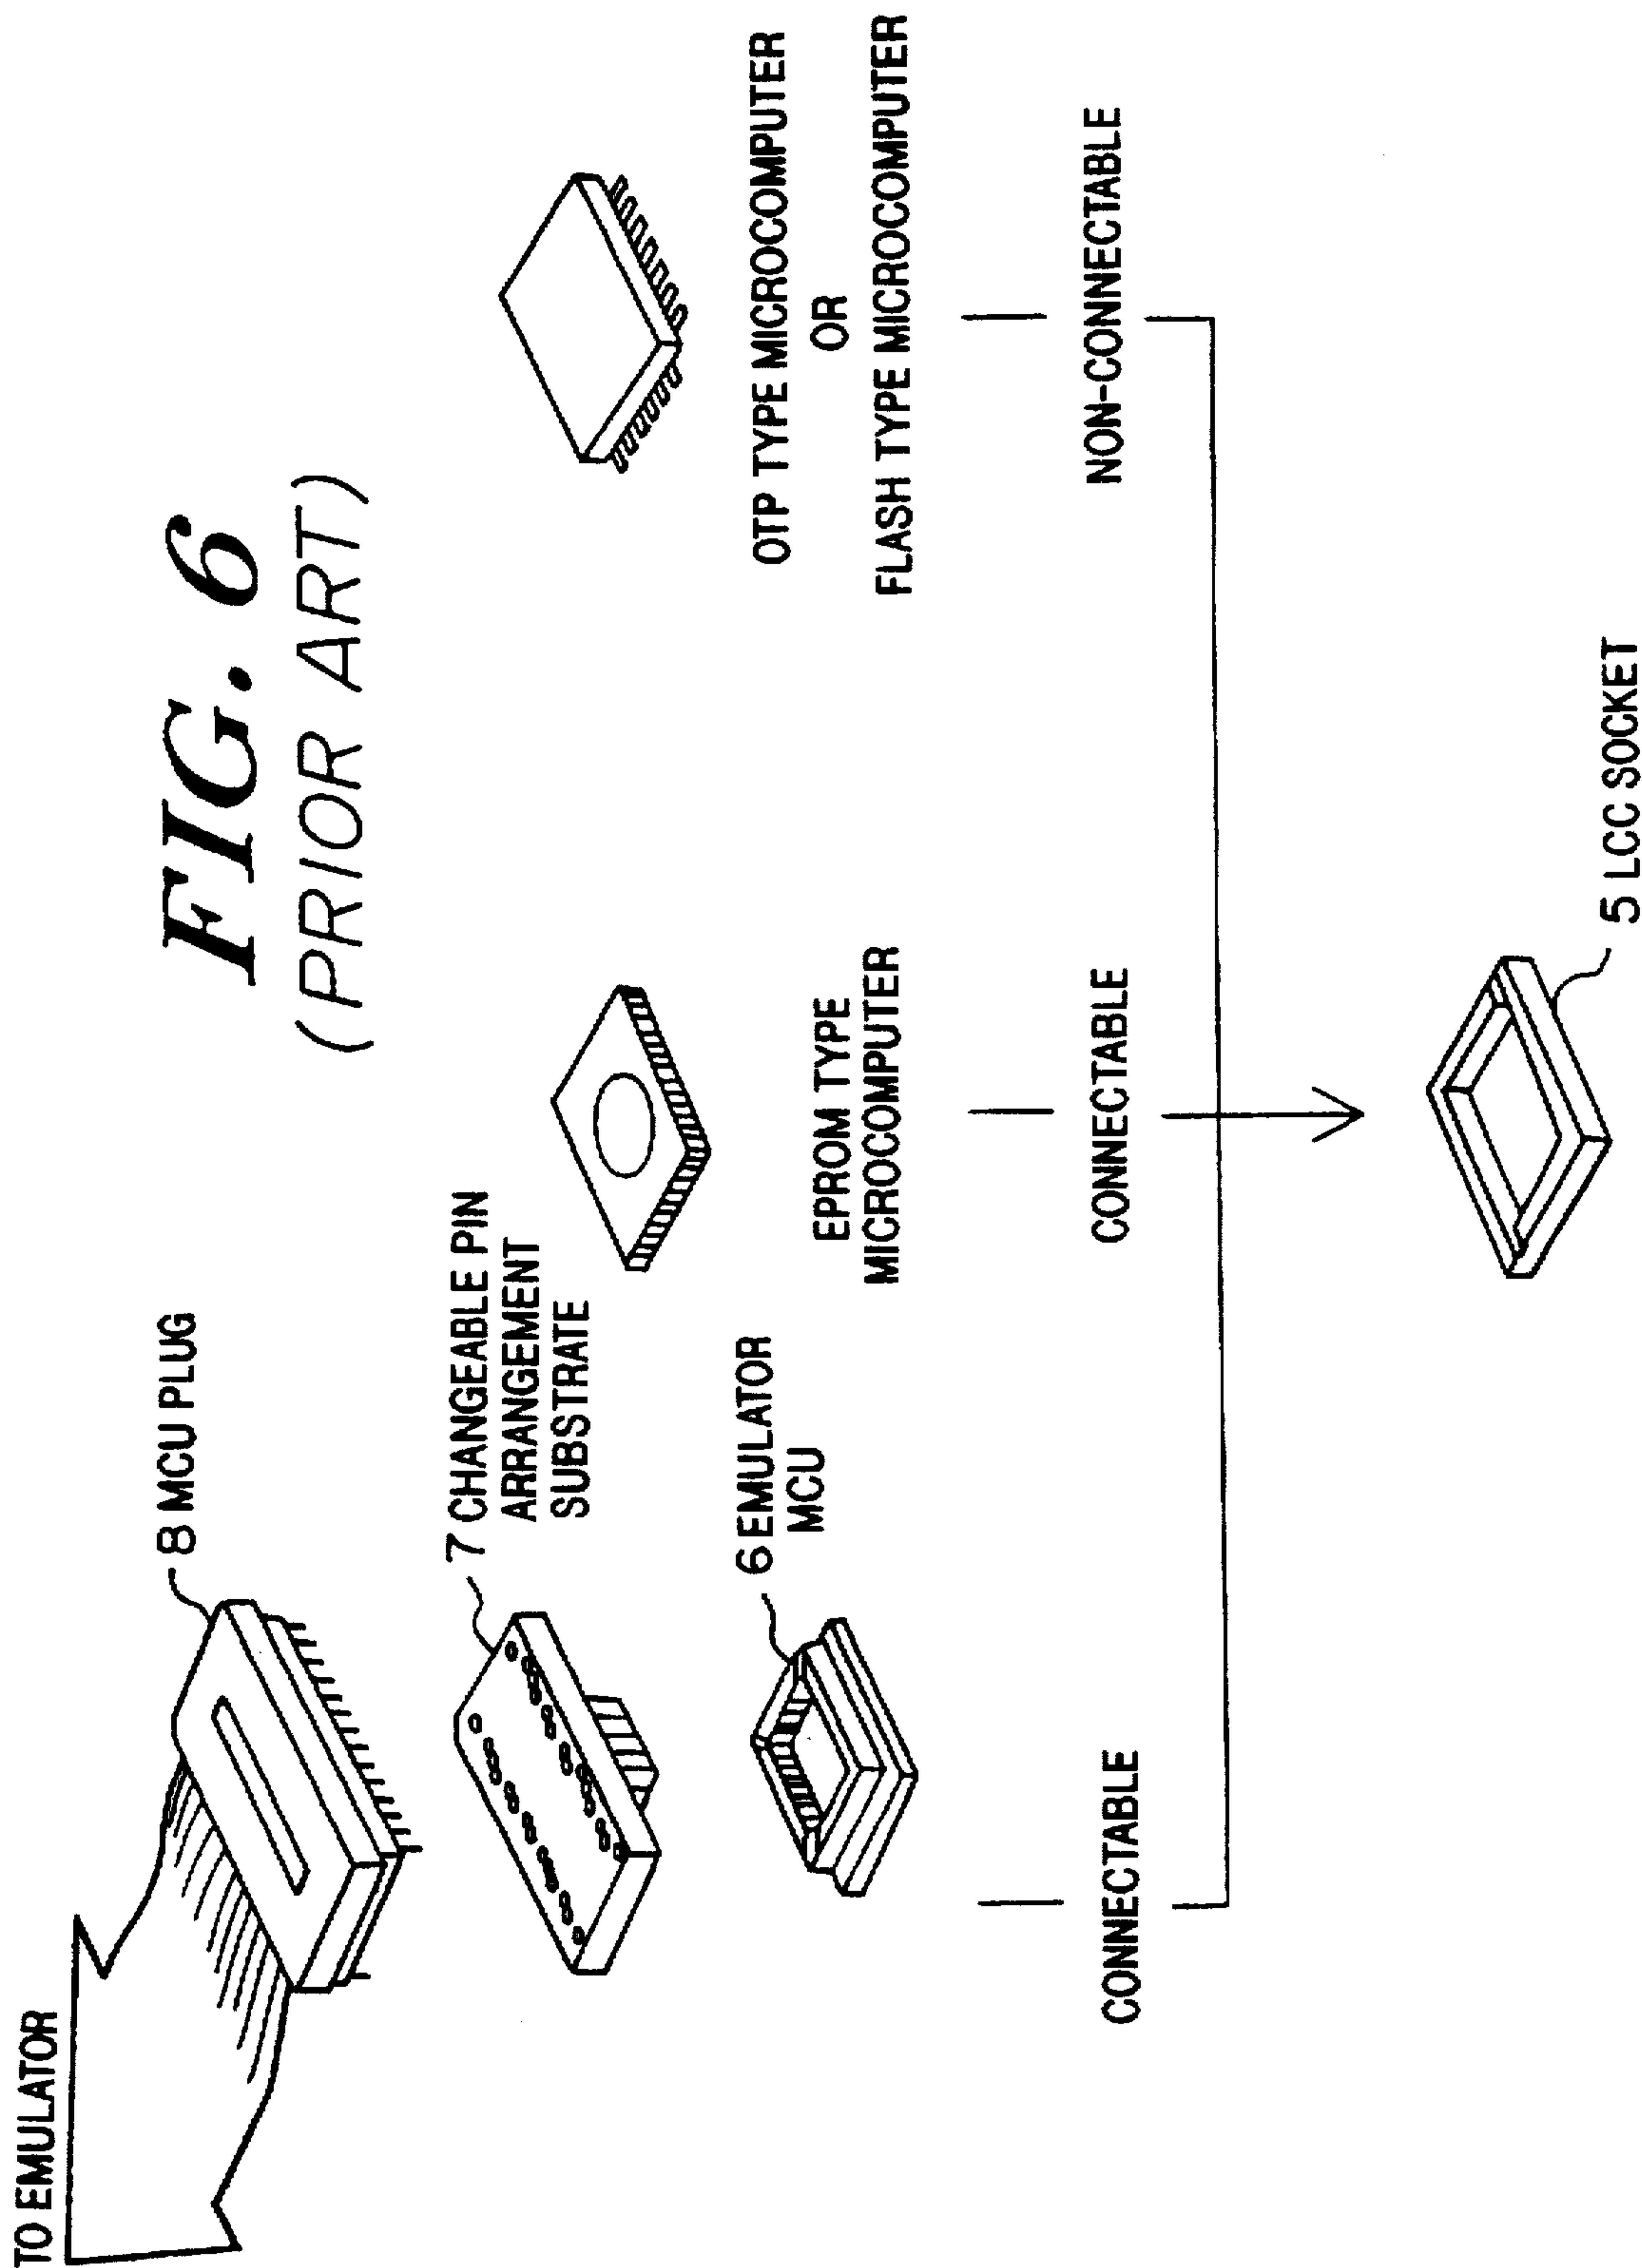 FIG. 6
(PRIOR ART)
TO EMULATOR
8 MCU PLUG
7 CHANGEABLE PIN
ARRANGEMENT
SUBSTRATE
6 EMULATOR
MCU
EPROM TYPE
MICROCOMPUTER
OTP TYPE MICROCOMPUTER
OR
FLASH TYPE MICROCOMPUTER
CONNECTABLE
CONNECTABLE
NON-CONNECTABLE
5 LCC SOCKET